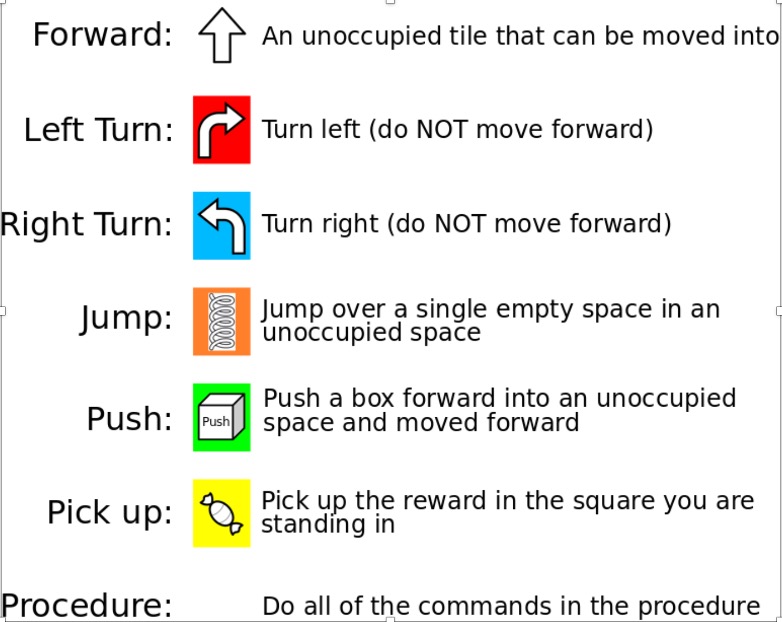 Forward: An unoccupied tile that can be moved into
Left Turn: Turn left (do NOT move forward)
Right Turn: Turn right (do NOT move forward)
Jump: Jump over a single empty space in an
unoccupied space
Push: Push Push a box forward into an unoccupied
space and moved forward
Pick up: Pick up the reward in the square you are
standing in
Procedure: Do all of the commands in the procedure